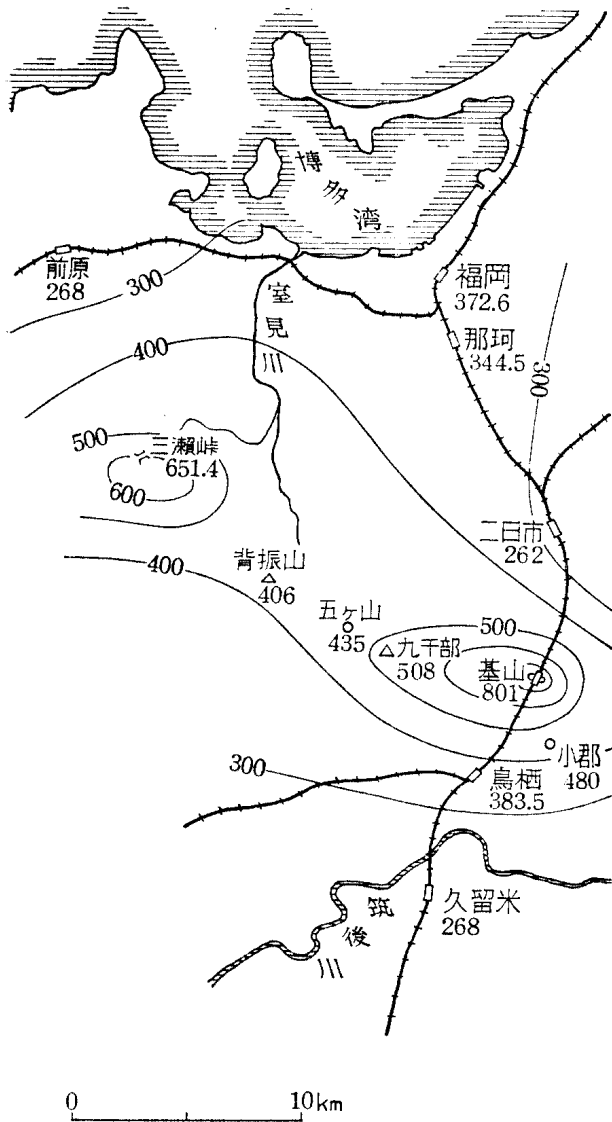 博多湾
前原
268
300
室見川
福岡
372.6
那珂
344.5
400
300
500
三瀬峠
651.4
600
二日市
262
400
背振山
406
五ヶ山
435
500
九千部
508
基山
801
小郡
480
300
鳥栖
383.5
久留米
268
筑後川
0 10km